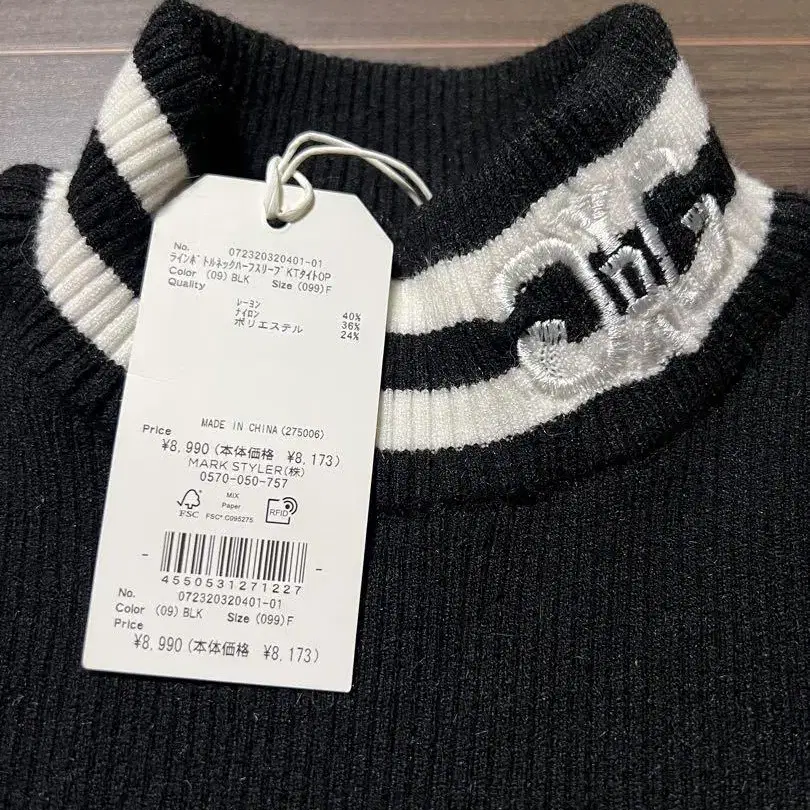 No. 072320320401-01
ラインボトルネックハーフスリーブKTタイトOP
Color (09) BLK Size (099) F
Quality
レーヨン 40%
ナイロン 36%
ポリエステル 24%
MADE IN CHINA (275006)
Price
¥8,990 (本体価格 ¥8,173)
MARK STYLER(株)
0570-050-757
FSC
MIX
Paper
FSC® C095275
RFID
4550531271227
No. 072320320401-01
Color (09) BLK Size (099) F
Price
¥8,990 (本体価格 ¥8,173)